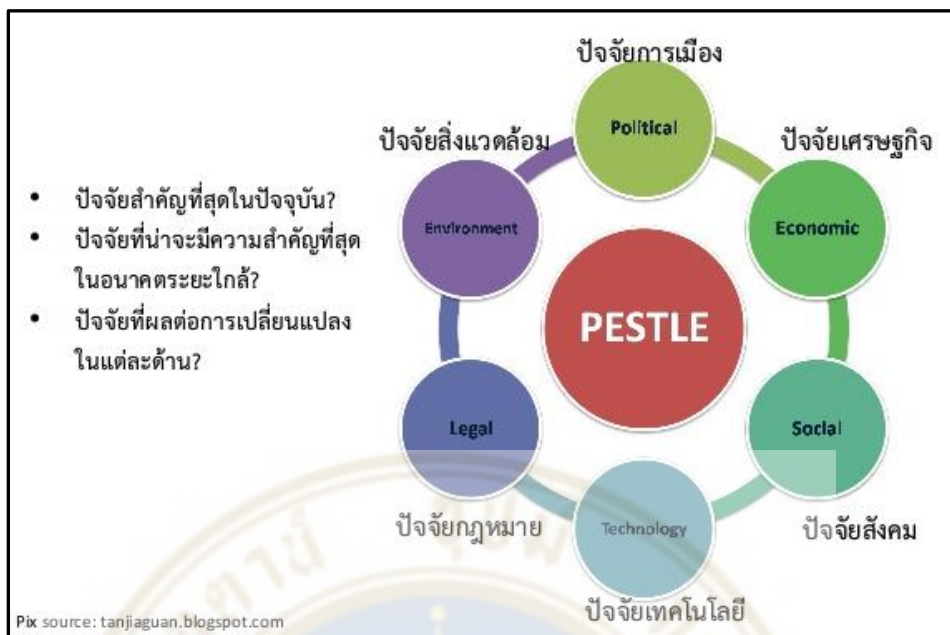 ปัจจัยการเมือง
Political
ปัจจัยสิ่งแวดล้อม
ปัจจัยเศรษฐกิจ
Environment
Economic
• ปัจจัยสำคัญที่สุดในปัจจุบัน?
• ปัจจัยที่น่าจะมีความสำคัญที่สุด
ในอนาคตระยะใกล้?
• ปัจจัยที่ผลต่อการเปลี่ยนแปลง
ในแต่ละด้าน?
PESTLE
Legal
Social
ปัจจัยกฎหมาย
Technology
ปัจจัยสังคม
ปัจจัยเทคโนโลยี
Pix source: tanjiaguan.blogspot.com